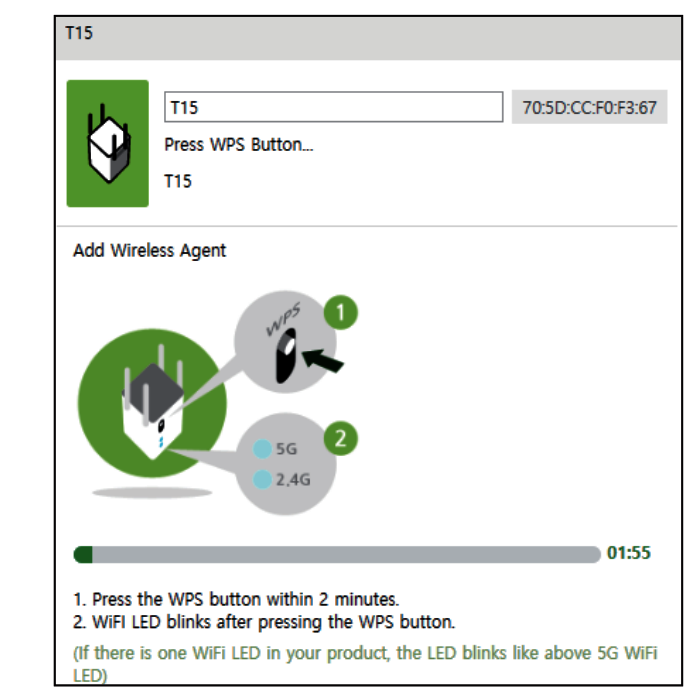 T15
T15
70:5D:CC:F0:F3:67
Press WPS Button...
T15
Add Wireless Agent
WPS
1
5G
2
2.4G
01:55
1. Press the WPS button within 2 minutes.
2. WiFI LED blinks after pressing the WPS button.
(If there is one WiFi LED in your product, the LED blinks like above 5G WiFi
LED)